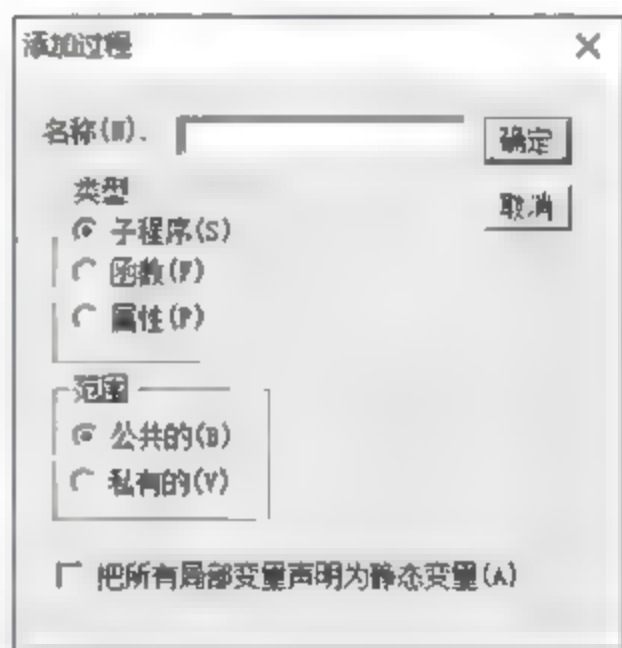 添加过程
名称(N):
确定
类型
取消
子程序(S)
函数(F)
属性(P)
范围
公共的(B)
私有的(V)
把所有局部变量声明为静态变量(A)